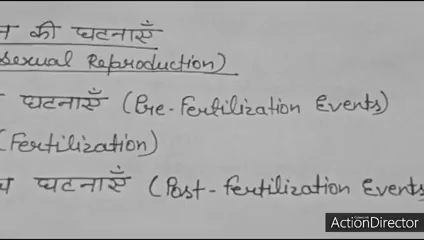 की घटनाएँ
Sexual Reproduction)
घटनाएँ (Pre-Fertilization Events)
(Fertilization)
घटनाएँ (Post-Fertilization Events
ActionDirector